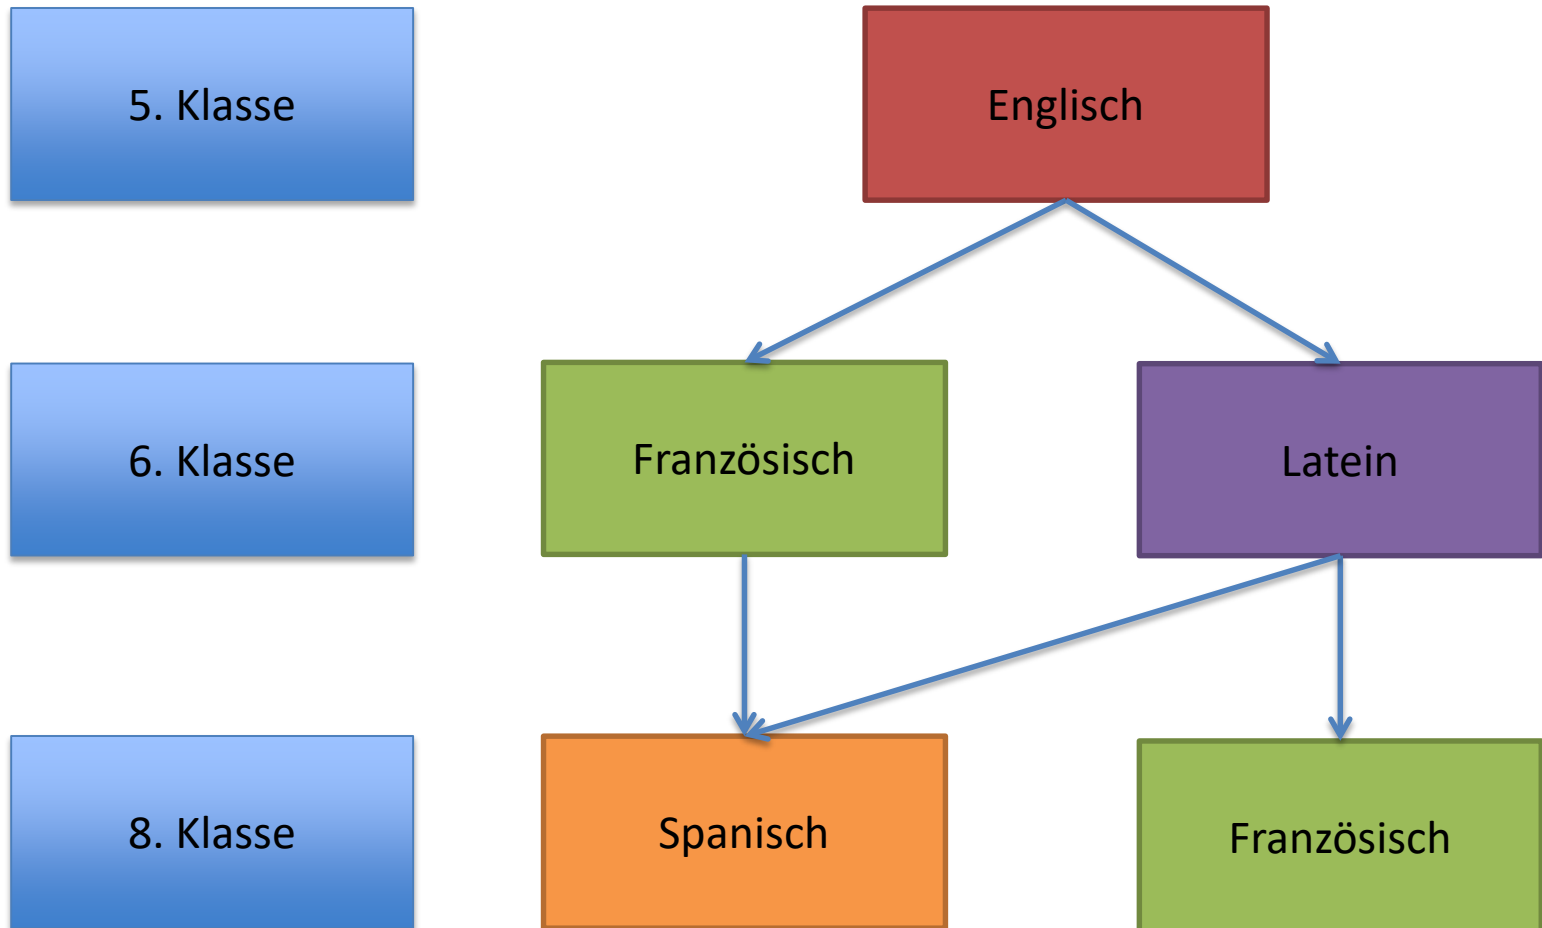 5. Klasse
Englisch
6. Klasse
Französisch
Latein
8. Klasse
Spanisch
Französisch